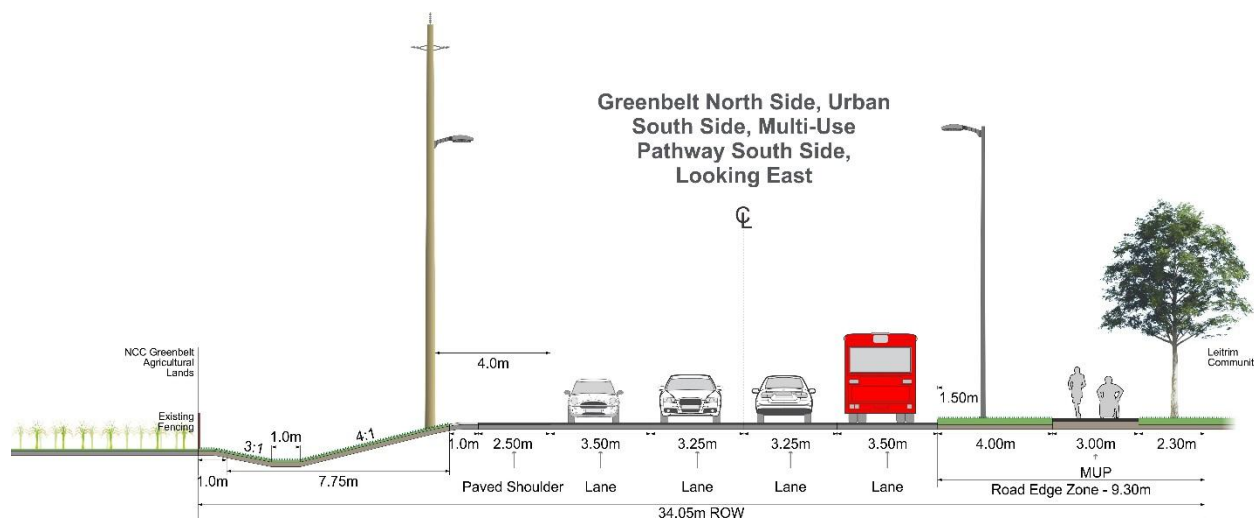 Greenbelt North Side, Urban
South Side, Multi-Use
Pathway South Side,
Looking East
CL
NCC Greenbelt
Agricultural
Lands
4.0m
Leitrim
Communit
Existing
Fencing
1.50m
3:1
1.0m
4:1
1.0m
2.50m
3.50m
3.25m
3.25m
3.50m
4.00m
3.00m
2.30m
1.0m
7.75m
Paved Shoulder
Lane
Lane
Lane
Lane
MUP
Road Edge Zone - 9.30m
34.05m ROW